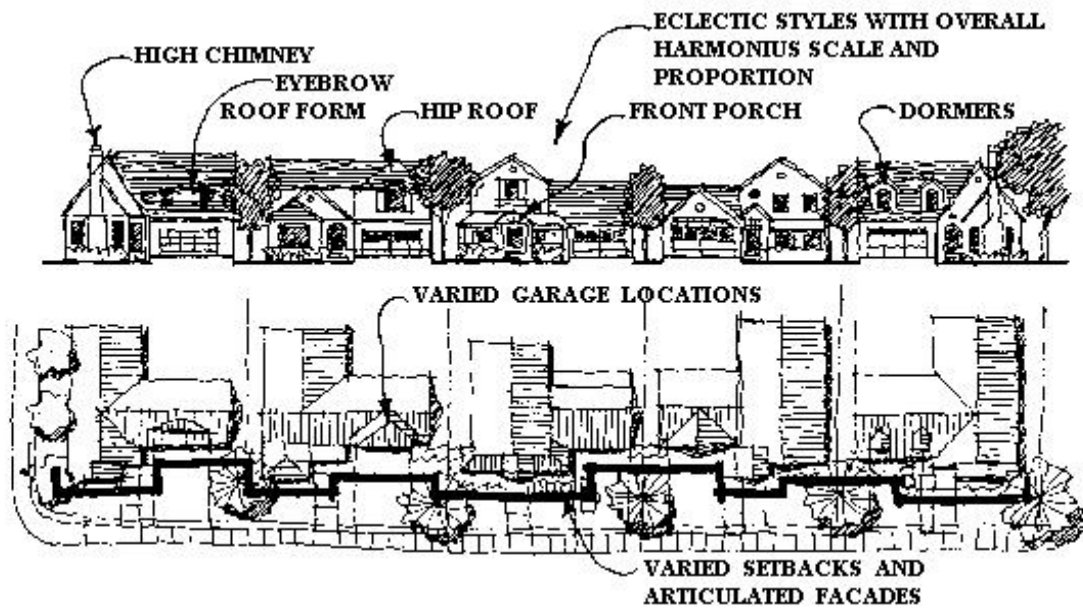 ECLECTIC STYLES WITH OVERALL
HARMONIUS SCALE AND
PROPORTION
HIGH CHIMNEY
EYEBROW
ROOF FORM
HIP ROOF
FRONT PORCH
DORMERS
VARIED GARAGE LOCATIONS
VARIED SETBACKS AND
ARTICULATED FACADES